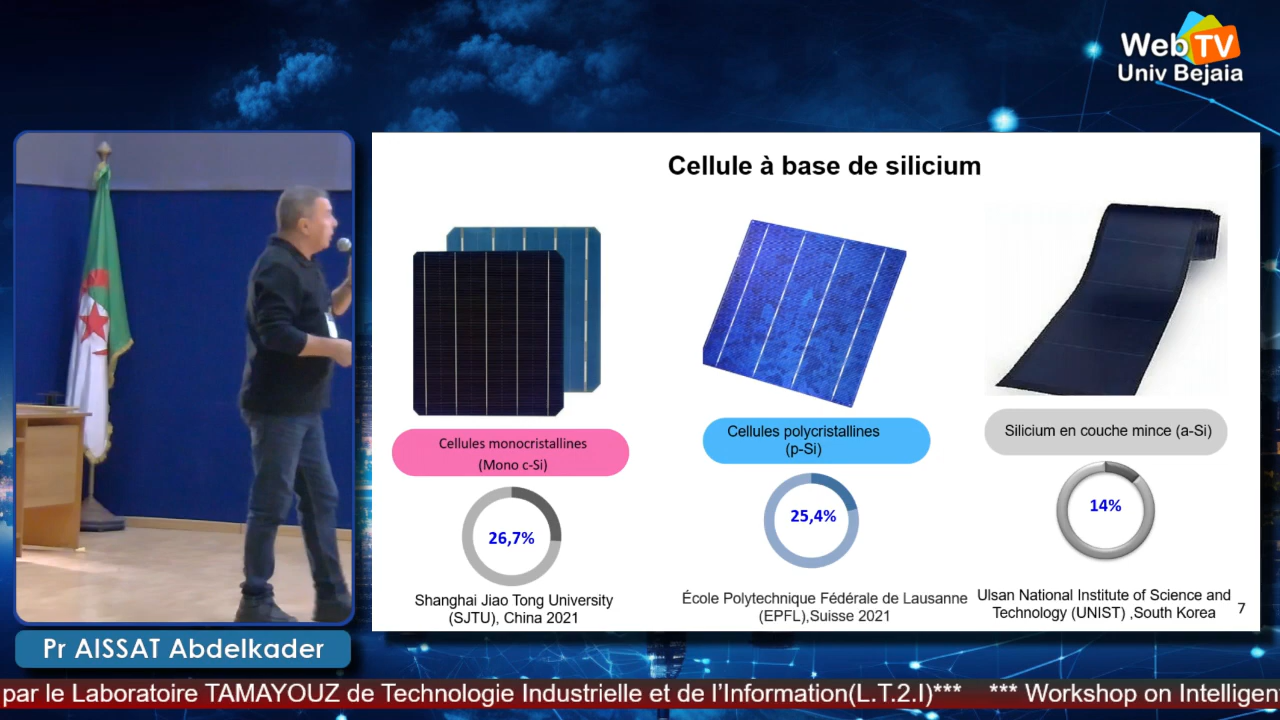 Web TV
Univ Bejaia
Cellule à base de silicium
Cellules monocristallines
(Mono c-Si)
26,7%
Shanghai Jiao Tong University
(SJTU), China 2021
Cellules polycristallines
(p-Si)
25,4%
École Polytechnique Fédérale de Lausanne
(EPFL),Suisse 2021
Silicium en couche mince (a-Si)
14%
Ulsan National Institute of Science and
Technology (UNIST) ,South Korea
7
Pr AISSAT Abdelkader
par le Laboratoire TAMAYOUZ de Technologie Industrielle et de l’Information(L.T.2.I)*** *** Workshop on Intelligen